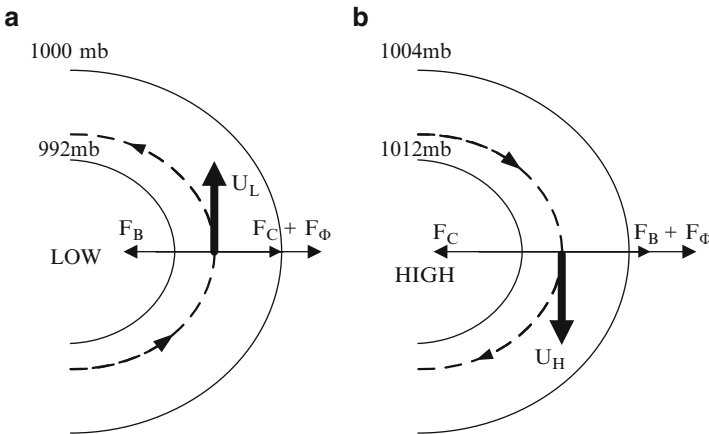 a
1000 mb
992mb
U_L
F_B
F_C + F_Φ
LOW
b
1004mb
1012mb
F_C
F_B + F_Φ
HIGH
U_H